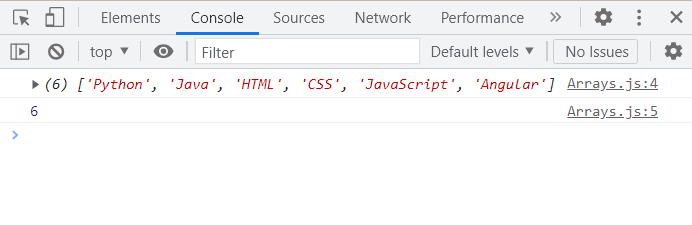 Elements Console Sources Network Performance »
top ▾ Filter Default levels ▾ No Issues
▶ (6) ['Python', 'Java', 'HTML', 'CSS', 'JavaScript', 'Angular'] Arrays.js:4
6 Arrays.js:5
>